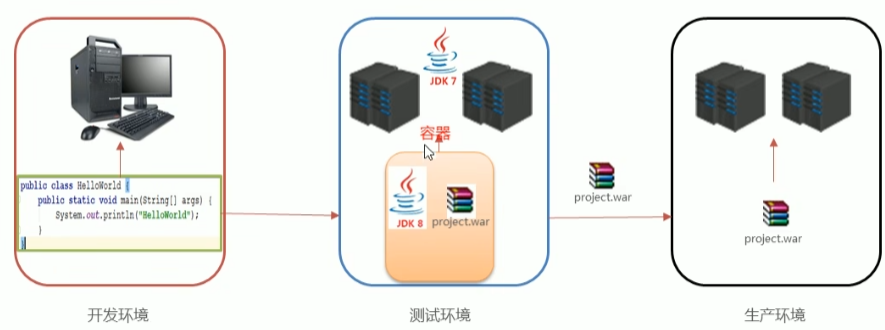 public class HelloWorld {
public static void main(String[] args) {
System.out.println("HelloWorld");
}
}
开发环境
JDK 7
容器
JDK 8
project.war
测试环境
project.war
project.war
生产环境